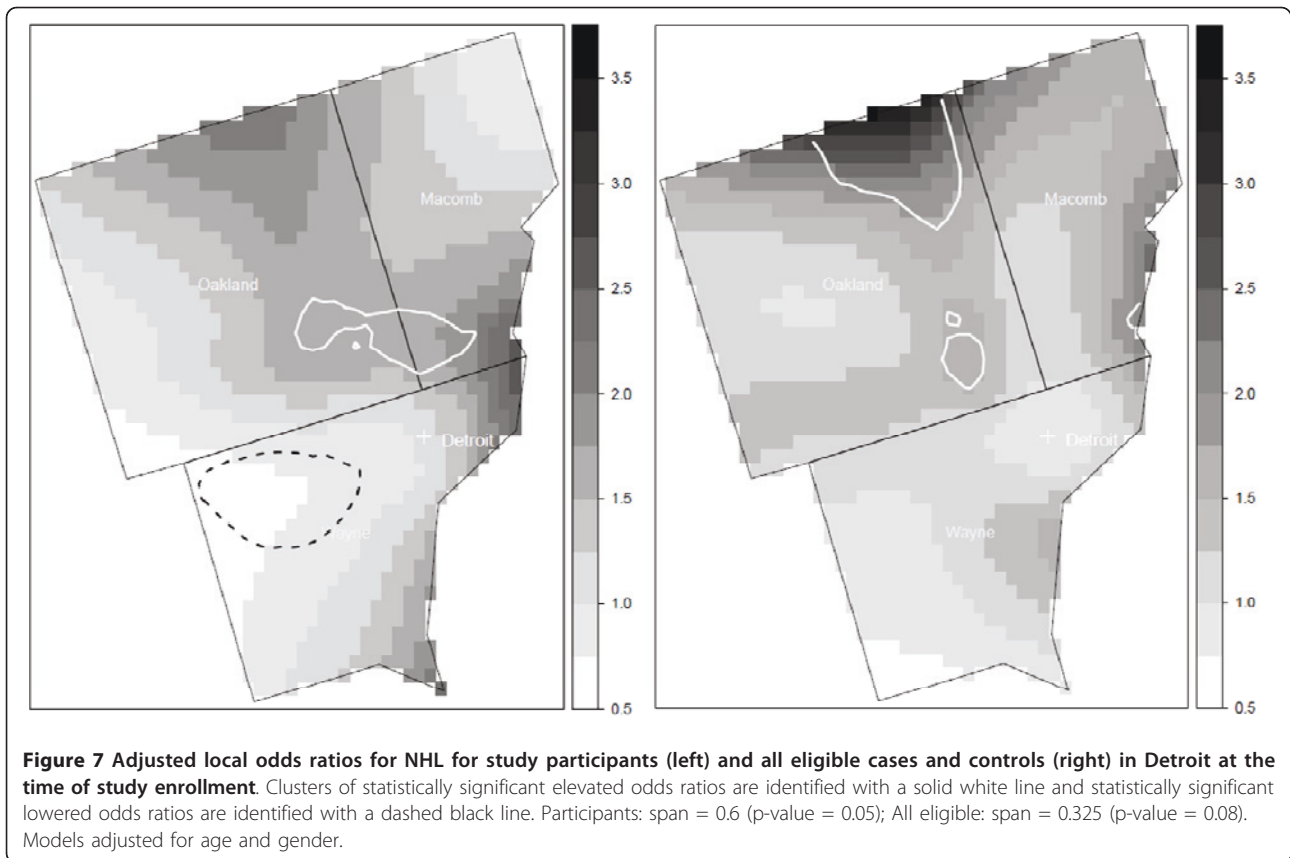 3.5
3.0
2.5
2.0
1.5
1.0
0.5
Macomb
Oakland
Detroit
Wayne
3.5
3.0
2.5
2.0
1.5
1.0
0.5
Macomb
Oakland
Detroit
Wayne
Figure 7 Adjusted local odds ratios for NHL for study participants (left) and all eligible cases and controls (right) in Detroit at the
time of study enrollment. Clusters of statistically significant elevated odds ratios are identified with a solid white line and statistically significant
lowered odds ratios are identified with a dashed black line. Participants: span = 0.6 (p-value = 0.05); All eligible: span = 0.325 (p-value = 0.08).
Models adjusted for age and gender.